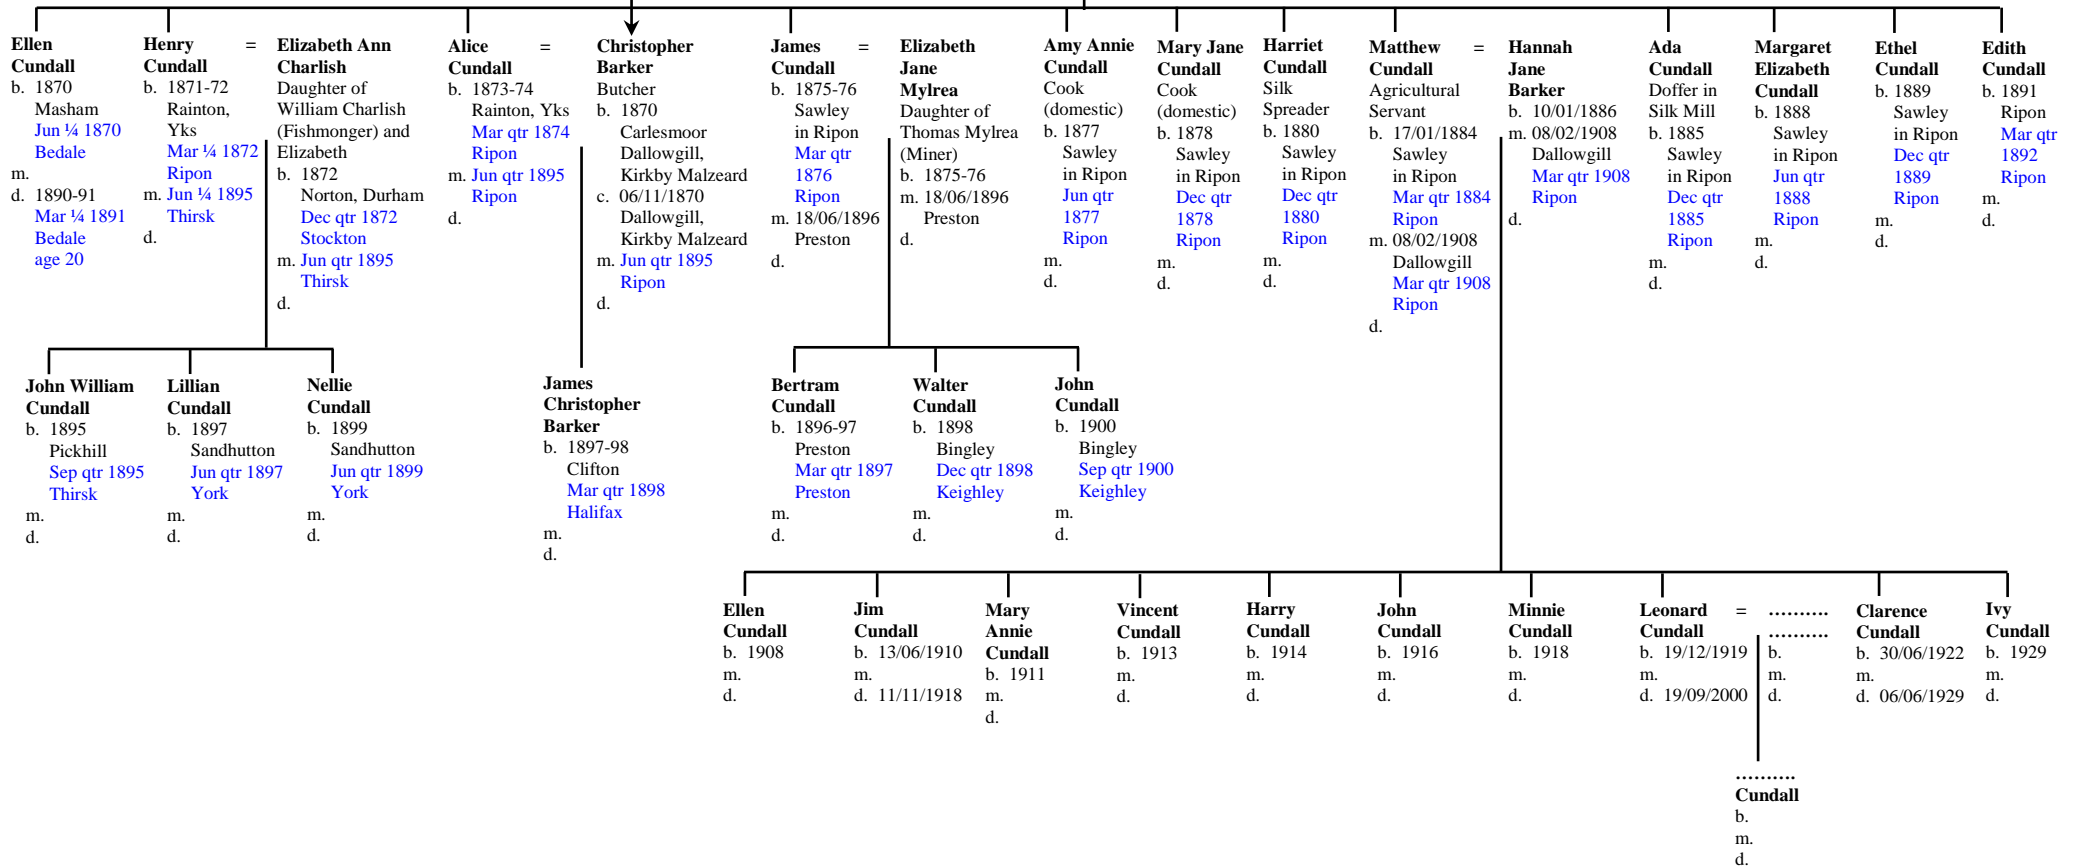 Ellen
Cundall
b. 1870
Masham
Jun ¼ 1870
Bedale
m.
d. 1890-91
Mar ¼ 1891
Bedale
age 20
Henry =
Cundall
b. 1871-72
Rainton,
Yks
Mar ¼ 1872
Ripon
m. Jun ¼ 1895
Thirsk
d.
Elizabeth Ann
Charlish
Daughter of
William Charlish
(Fishmonger) and
Elizabeth
b. 1872
Norton, Durham
Dec qtr 1872
Stockton
m. Jun qtr 1895
Thirsk
d.
Alice =
Cundall
b. 1873-74
Rainton, Yks
Mar qtr 1874
Ripon
m. Jun qtr 1895
Ripon
d.
Christopher
Barker
Butcher
b. 1870
Carlesmoor
Dallowgill,
Kirkby Malzeard
c. 06/11/1870
Dallowgill,
Kirkby Malzeard
m. Jun qtr 1895
Ripon
d.
James =
Cundall
b. 1875-76
Sawley
in Ripon
Mar qtr
1876
Ripon
m. 18/06/1896
Preston
d.
Elizabeth
Jane
Mylrea
Daughter of
Thomas Mylrea
(Miner)
b. 1875-76
m. 18/06/1896
Preston
d.
Amy Annie
Cundall
Cook
(domestic)
b. 1877
Sawley
in Ripon
Jun qtr
1877
Ripon
m.
d.
Mary Jane
Cundall
Cook
(domestic)
b. 1878
Sawley
in Ripon
Dec qtr
1878
Ripon
m.
d.
Harriet
Cundall
Silk
Spreader
b. 1880
Sawley
in Ripon
Dec qtr
1880
Ripon
m.
d.
Matthew =
Cundall
Agricultural
Servant
b. 17/01/1884
Sawley
in Ripon
Mar qtr 1884
Ripon
m. 08/02/1908
Dallowgill
Mar qtr 1908
Ripon
d.
Hannah
Jane
Barker
b. 10/01/1886
m. 08/02/1908
Dallowgill
Mar qtr 1908
Ripon
d.
Ada
Cundall
Doffer in
Silk Mill
b. 1885
Sawley
in Ripon
Dec qtr
1885
Ripon
m.
d.
Margaret
Elizabeth
Cundall
b. 1888
Sawley
in Ripon
Jun qtr
1888
Ripon
m.
d.
Ethel
Cundall
b. 1889
Sawley
in Ripon
Dec qtr
1889
Ripon
m.
d.
Edith
Cundall
b. 1891
Ripon
Mar qtr
1892
Ripon
m.
d.
John William
Cundall
b. 1895
Pickhill
Sep qtr 1895
Thirsk
m.
d.
Lillian
Cundall
b. 1897
Sandhutton
Jun qtr 1897
York
m.
d.
Nellie
Cundall
b. 1899
Sandhutton
Jun qtr 1899
York
m.
d.
James
Christopher
Barker
b. 1897-98
Clifton
Mar qtr 1898
Halifax
m.
d.
Bertram
Cundall
b. 1896-97
Preston
Mar qtr 1897
Preston
m.
d.
Walter
Cundall
b. 1898
Bingley
Dec qtr 1898
Keighley
m.
d.
John
Cundall
b. 1900
Bingley
Sep qtr 1900
Keighley
m.
d.
Ellen
Cundall
b. 1908
m.
d.
Jim
Cundall
b. 13/06/1910
m.
d. 11/11/1918
Mary
Annie
Cundall
b. 1911
m.
d.
Vincent
Cundall
b. 1913
m.
d.
Harry
Cundall
b. 1914
m.
d.
John
Cundall
b. 1916
m.
d.
Minnie
Cundall
b. 1918
m.
d.
Leonard =
Cundall
b. 19/12/1919
m.
d. 19/09/2000
..........
..........
b.
m.
d.
Clarence
Cundall
b. 30/06/1922
m.
d. 06/06/1929
Ivy
Cundall
b. 1929
m.
d.
..........
Cundall
b.
m.
d.